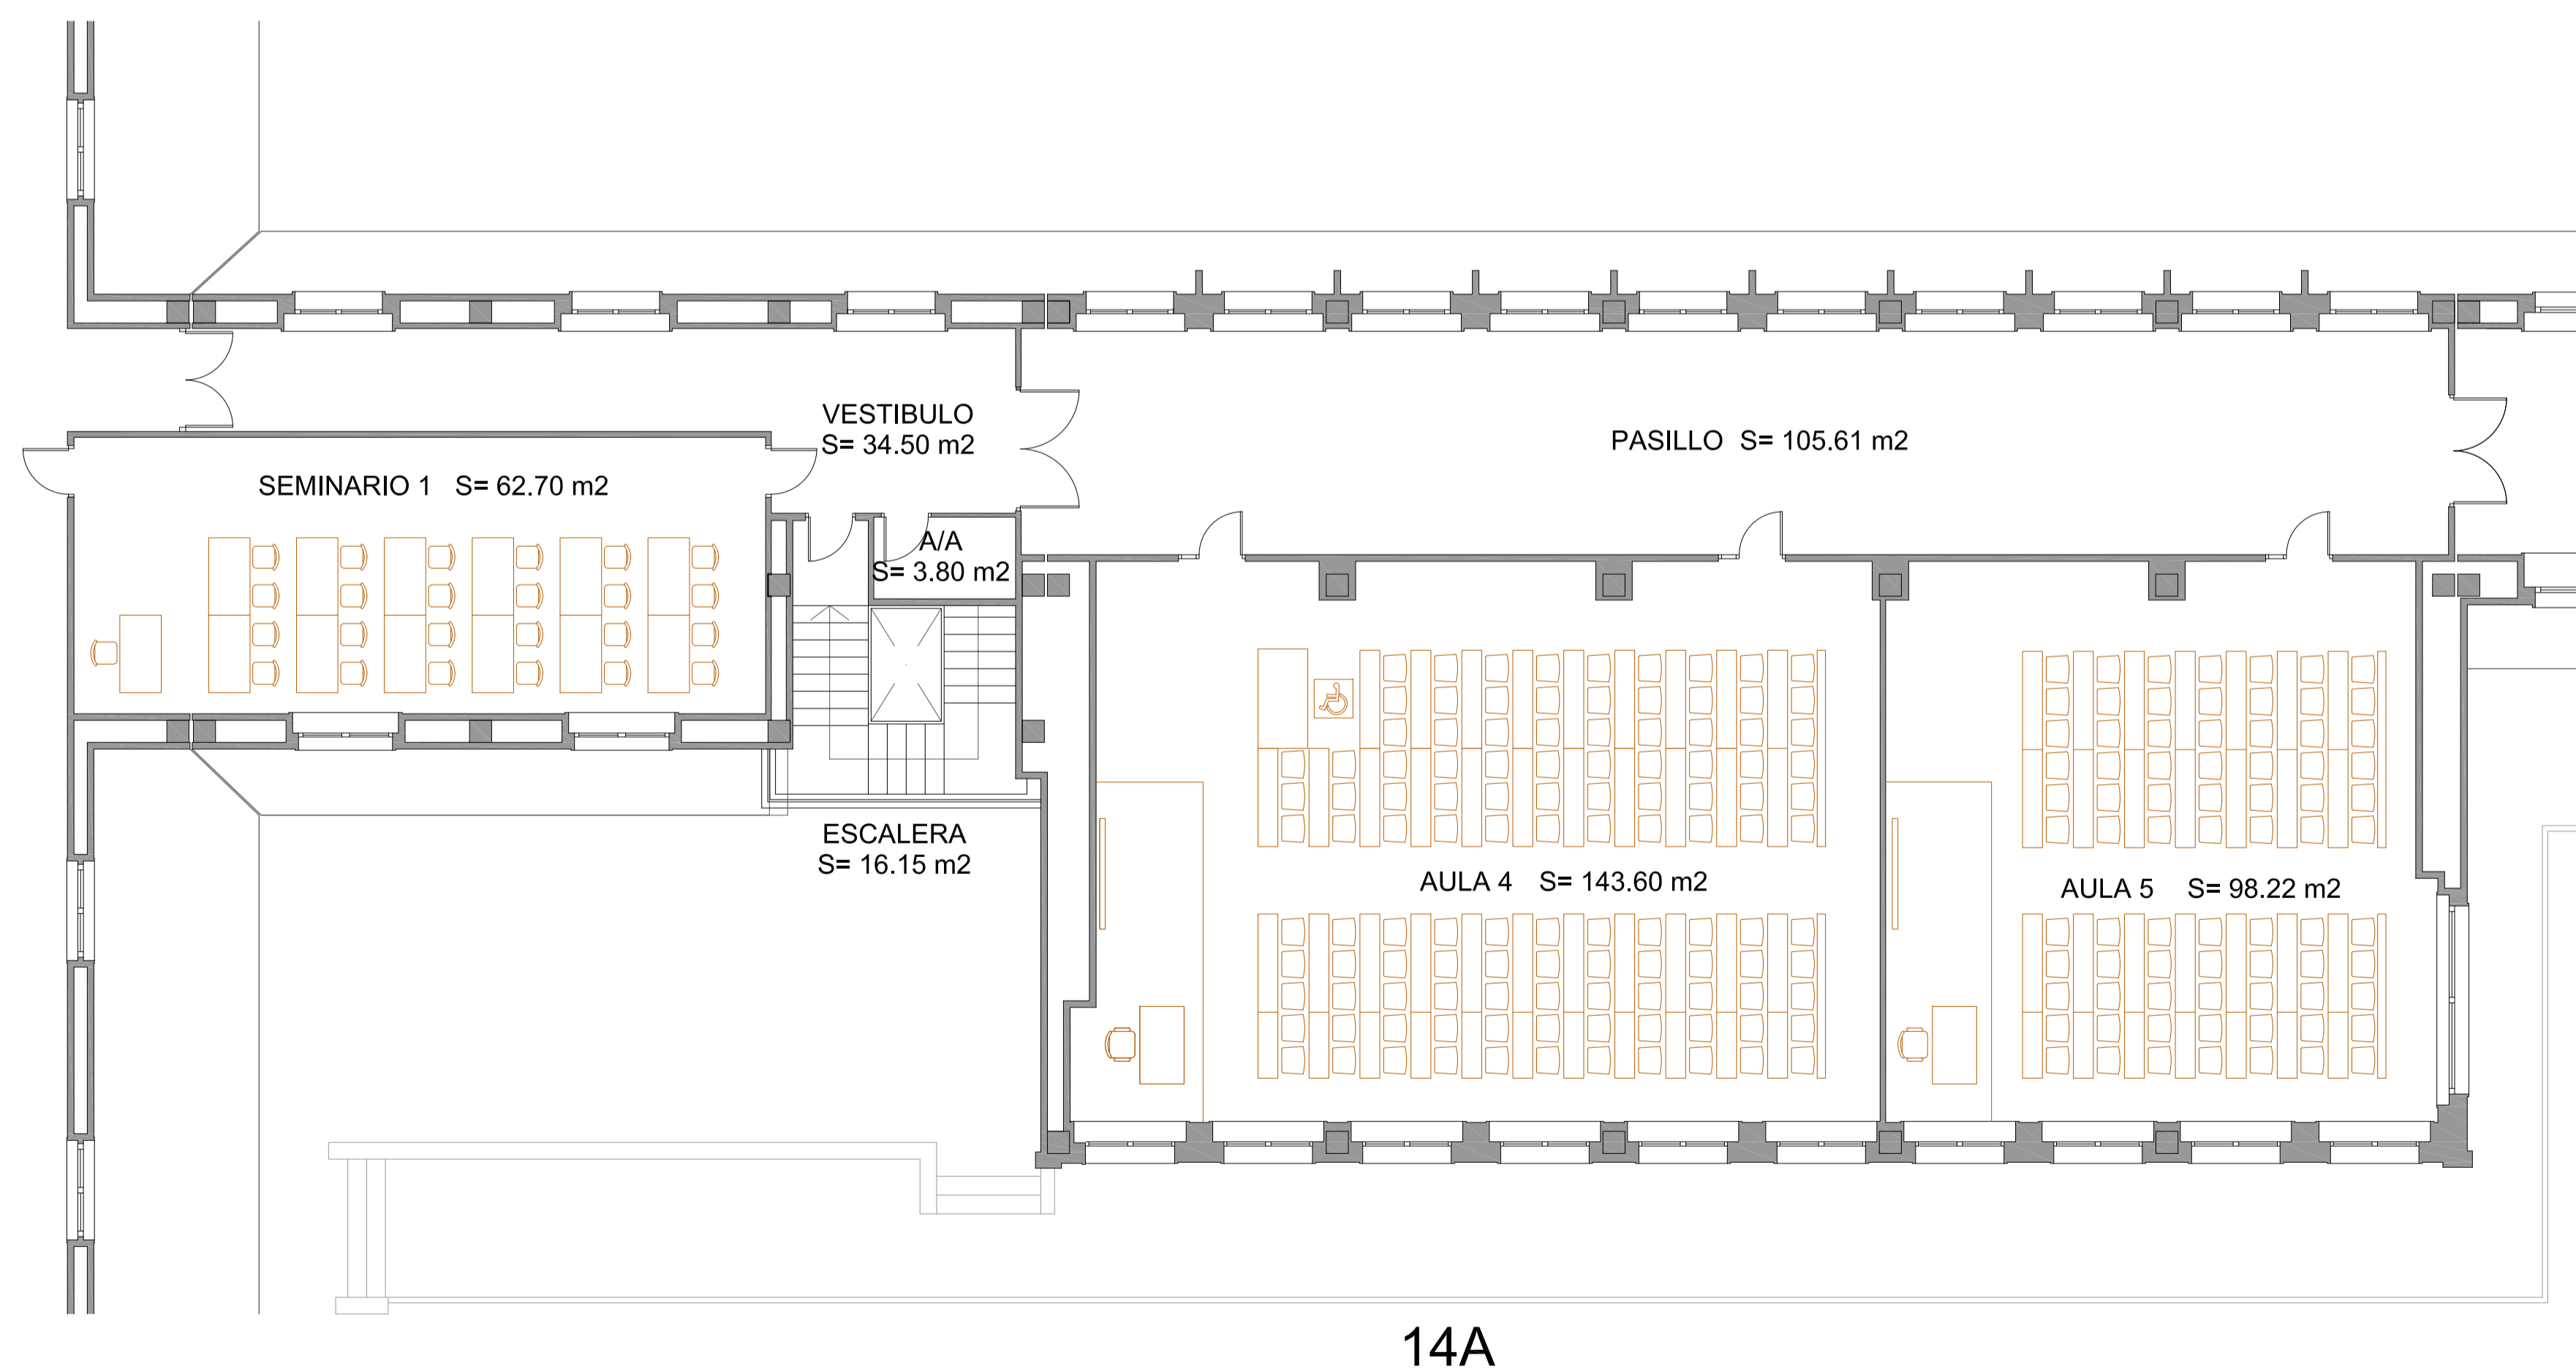 VESTIBULO
S= 34.50 m2
PASILLO S= 105.61 m2
SEMINARIO 1 S= 62.70 m2
A/A
S= 3.80 m2
ESCALERA
S= 16.15 m2
AULA 4 S= 143.60 m2
AULA 5 S= 98.22 m2
14A